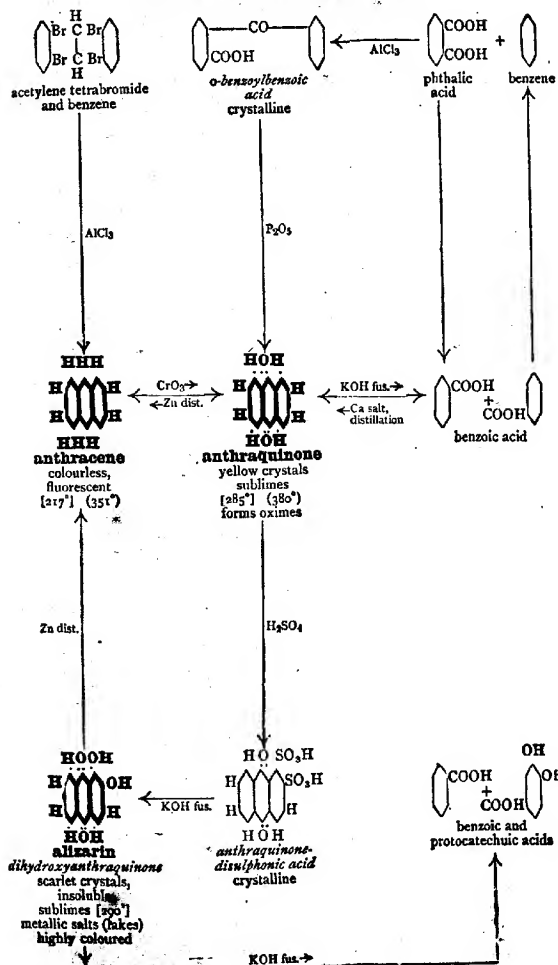 H
Br Br
Br Br
C
C
H
acetylene tetrabromide
and benzene
CO
COOH
o-benzoylbenzoic
acid
crystalline
AlCl3
COOH
COOH
+
phthalic
acid
benzene
AlCl3
P2O5
HHH
H H
H H
HHH
anthracene
colourless,
fluorescent
[217°] (351°)
CrO3→
←Zn dist.
HOH
H H
H H
HÖH
anthraquinone
yellow crystals
sublimes
[285°] (380°)
forms oximes
KOH fus.→
←Ca salt,
distillation
COOH
+
COOH
benzoic acid
Zn dist.
H2SO4
HOOH
H OH
H H
HÖH
alizarin
dihydroxyanthraquinone
scarlet crystals,
insoluble
sublimes [290°]
metallic salts (lakes)
highly coloured
KOH fus.
HO SO3H
H SO3H
H H
HÖH
anthraquinone-
disulphonic acid
crystalline
OH
COOH OH
+
COOH
benzoic and
protocatechuic acids
KOH fus.→